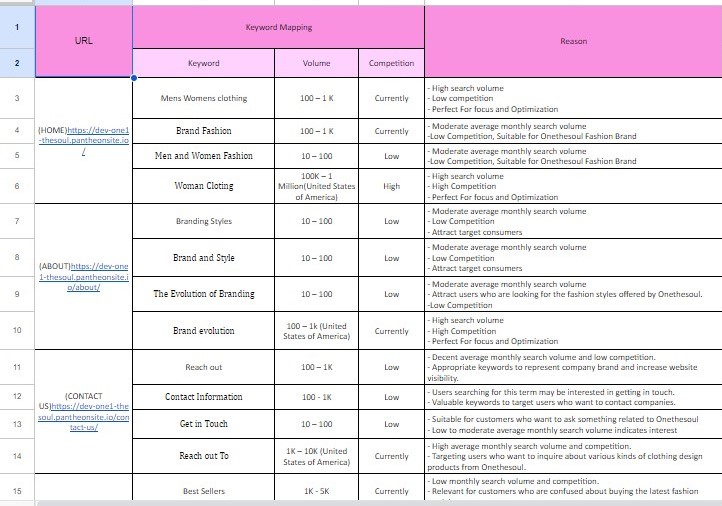 1
URL
Keyword Mapping
Reason
2
Keyword
Volume
Competition
3
Mens Womens clothing
100 – 1 K
Currently
- High search volume
- Low competition
- Perfect For focus and Optimization
(HOME)https://dev-one1
-thesoul.pantheonsite.io
/
4
Brand Fashion
100 – 1 K
Currently
- Moderate average monthly search volume
-Low Competition, Suitable for Onethesoul Fashion Brand
5
Men and Women Fashion
10 – 100
Low
- Moderate average monthly search volume
-Low Competition, Suitable for Onethesoul Fashion Brand
6
Woman Cloting
100K – 1
Million(United States
of America)
High
- High search volume
- High Competition
- Perfect For focus and Optimization
7
Branding Styles
10 – 100
Low
- Moderate average monthly search volume
- Low Competition
- Attract target consumers
(ABOUT)https://dev-one
1-thesoul.pantheonsite.i
o/about/
8
Brand and Style
10 – 100
Low
- Moderate average monthly search volume
- Low Competition
- Attract target consumers
9
The Evolution of Branding
10 – 100
Low
- Moderate average monthly search volume
- Attract users who are looking for the fashion styles offered by Onethesoul.
-Low Competition
10
Brand evolution
100 – 1k (United
States of America)
Currently
- High search volume
- High Competition
- Perfect For focus and Optimization
11
Reach out
100 – 1K
Low
- Decent average monthly search volume and low competition.
- Appropriate keywords to represent company brand and increase website
visibility.
(CONTACT
US)https://dev-one1-the
soul.pantheonsite.io/con
tact-us/
12
Contact Information
100 - 1K
Low
- Users searching for this term may be interested in getting in touch.
- Valuable keywords to target users who want to contact companies.
13
Get in Touch
10 – 100
Low
- Suitable for customers who want to ask something related to Onethesoul
- Low to moderate average monthly search volume indicates interest
14
Reach out To
1K – 10K (United
States of America)
Currently
- High average monthly search volume and competition.
- Targeting users who want to inquire about various kinds of clothing design
products from Onethesoul.
15
Best Sellers
1K - 5K
Currently
- Low monthly search volume and competition.
- Relevant for customers who are confused about buying the latest fashion